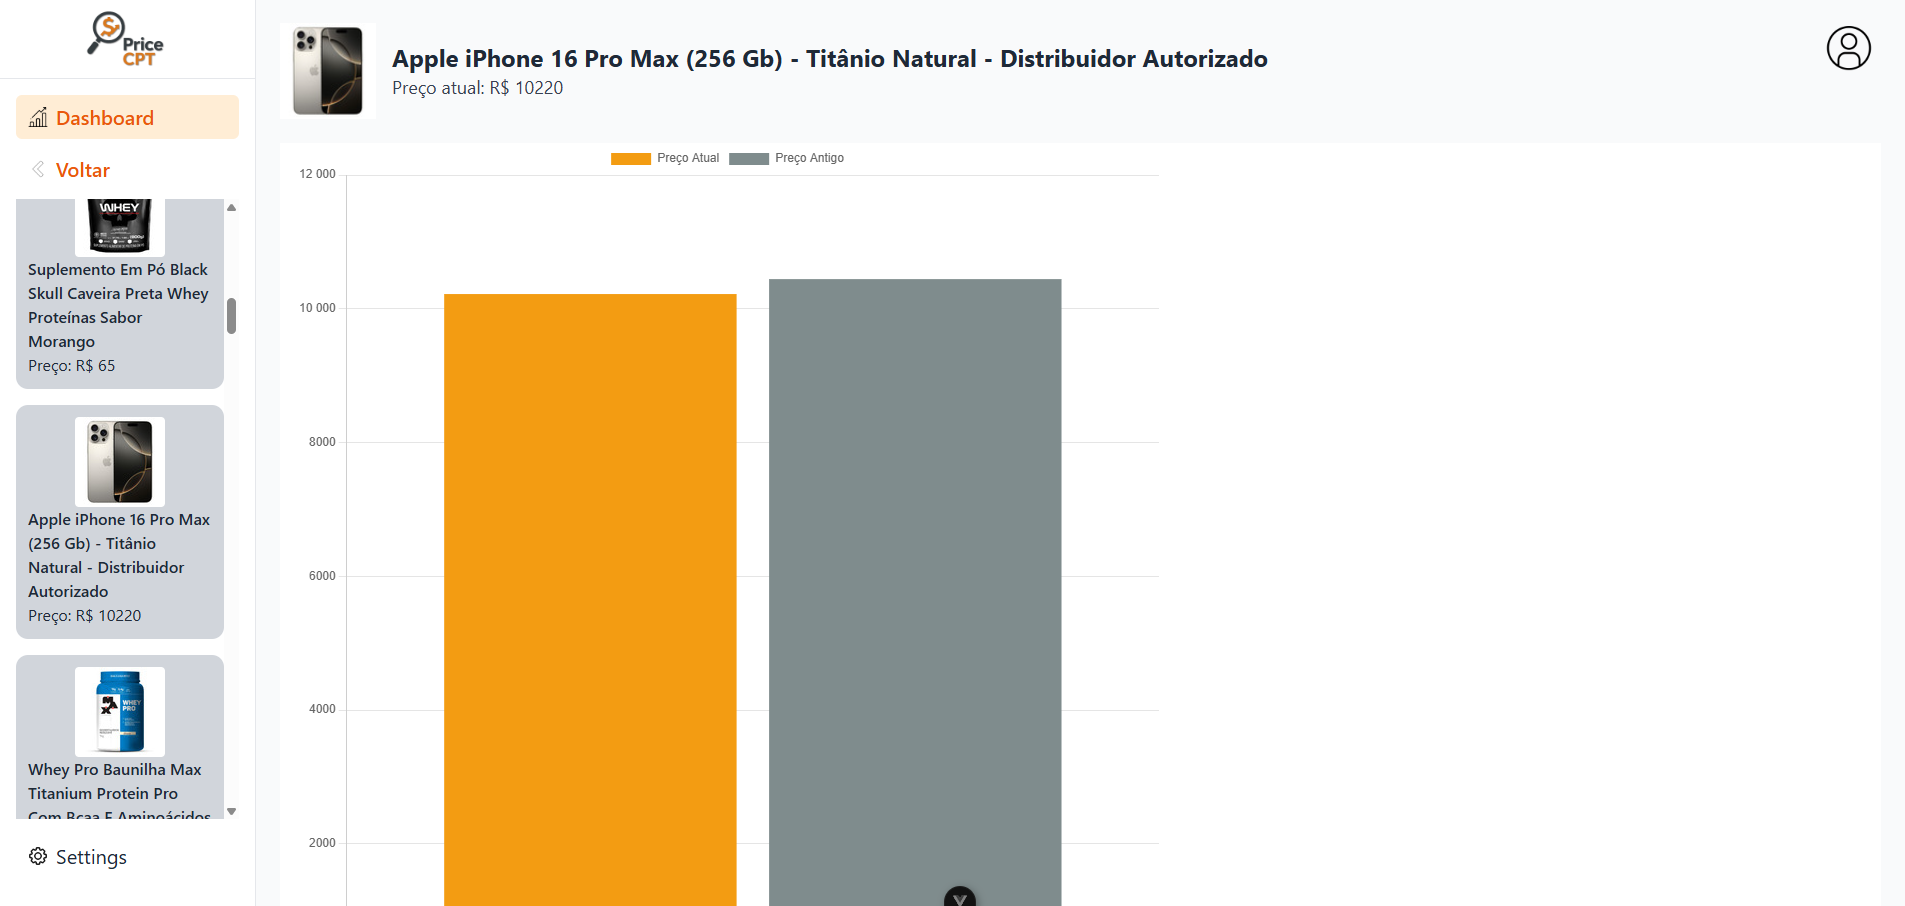 Price
CPT
Dashboard
Voltar
WHEY
Suplemento Em Pó Black
Skull Caveira Preta Whey
Proteínas Sabor
Morango
Preço: R$ 65
Apple iPhone 16 Pro Max
(256 Gb) - Titânio
Natural - Distribuidor
Autorizado
Preço: R$ 10220
MAX
WHEY
PRO
Whey Pro Baunilha Max
Titanium Protein Pro
Com Bcaa E Aminoácidos
Settings
Apple iPhone 16 Pro Max (256 Gb) - Titânio Natural - Distribuidor Autorizado
Preço atual: R$ 10220
Preço Atual Preço Antigo
12 000
10 000
8000
6000
4000
2000